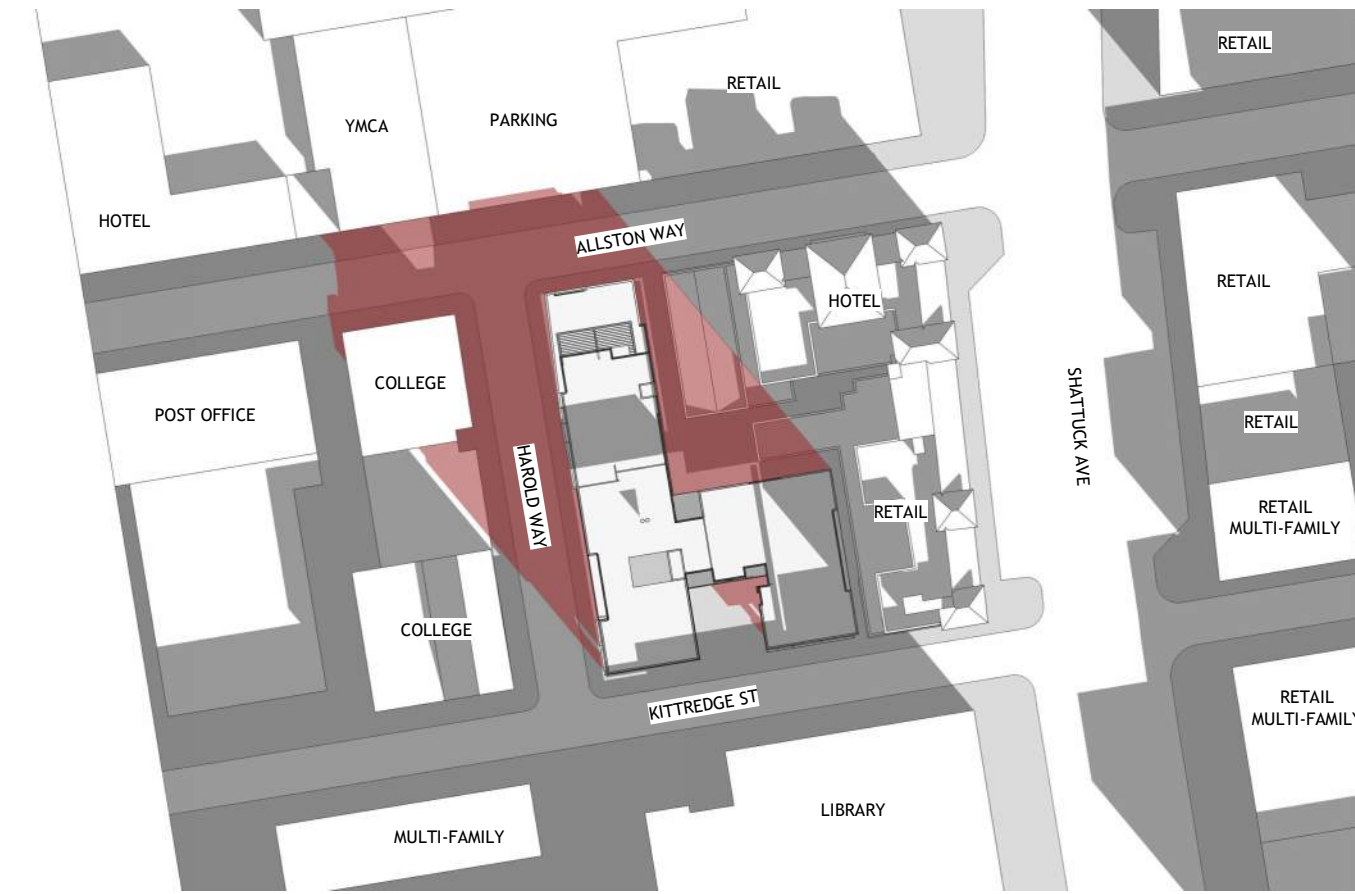 RETAIL
RETAIL
YMCA
PARKING
HOTEL
ALLSTON WAY
RETAIL
HOTEL
COLLEGE
POST OFFICE
SHATTUCK AVE
RETAIL
HAROLD WAY
RETAIL
RETAIL
MULTI-FAMILY
COLLEGE
KITTREDGE ST
RETAIL
MULTI-FAMILY
LIBRARY
MULTI-FAMILY